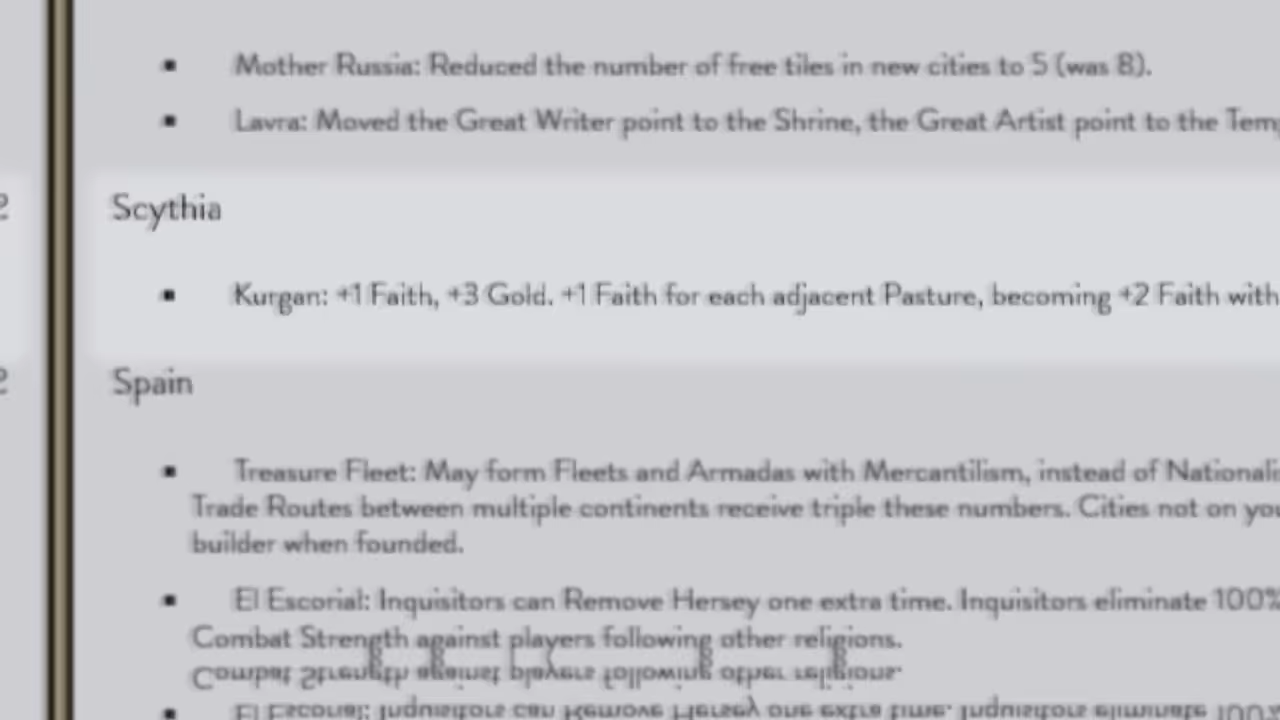 Mother Russia: Reduced the number of free tiles in new cities to 5 (was 8).
Lavra: Moved the Great Writer point to the Shrine, the Great Artist point to the Tem
2 Scythia
Kurgan: +1 Faith, +3 Gold. +1 Faith for each adjacent Pasture, becoming +2 Faith with
2 Spain
Treasure Fleet: May form Fleets and Armadas with Mercantilism, instead of Nationali
Trade Routes between multiple continents receive triple these numbers. Cities not on you
builder when founded.
El Escorial: Inquisitors can Remove Hersey one extra time. Inquisitors eliminate 100%
Combat Strength against players following other religions.